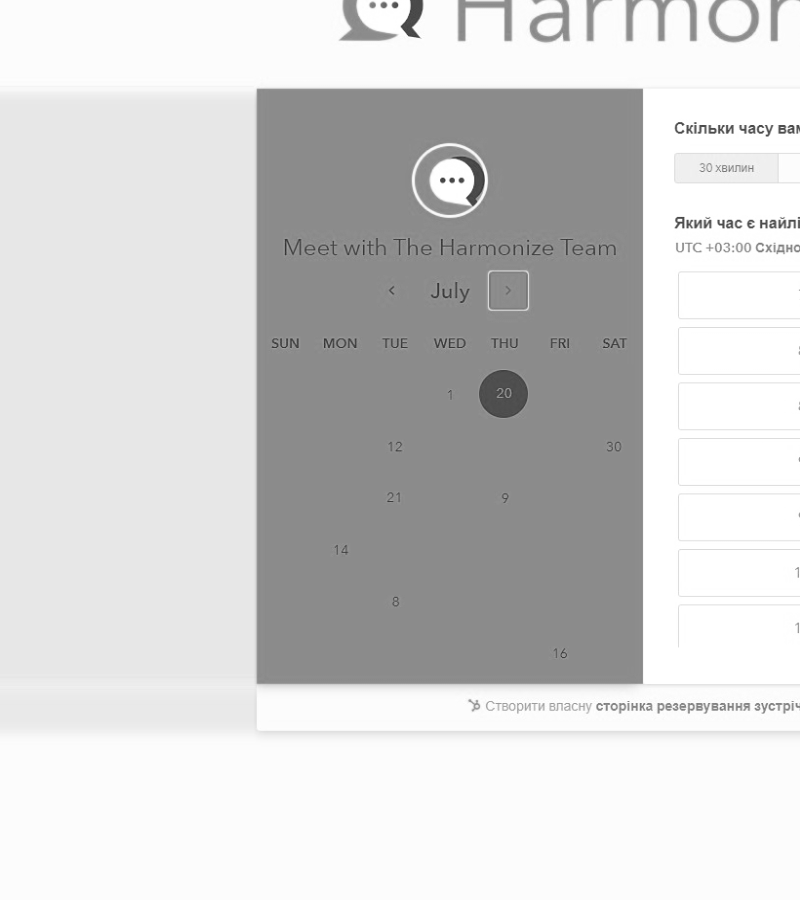 Harmon
Meet with The Harmonize Team
July
SUN MON TUE WED THU FRI SAT
1 20
12 30
21 9
14
8
16
Скільки часу вам
30 хвилин
Який час є найлі
UTC +03:00 Східно
Створити власну сторінка резервування зустріч